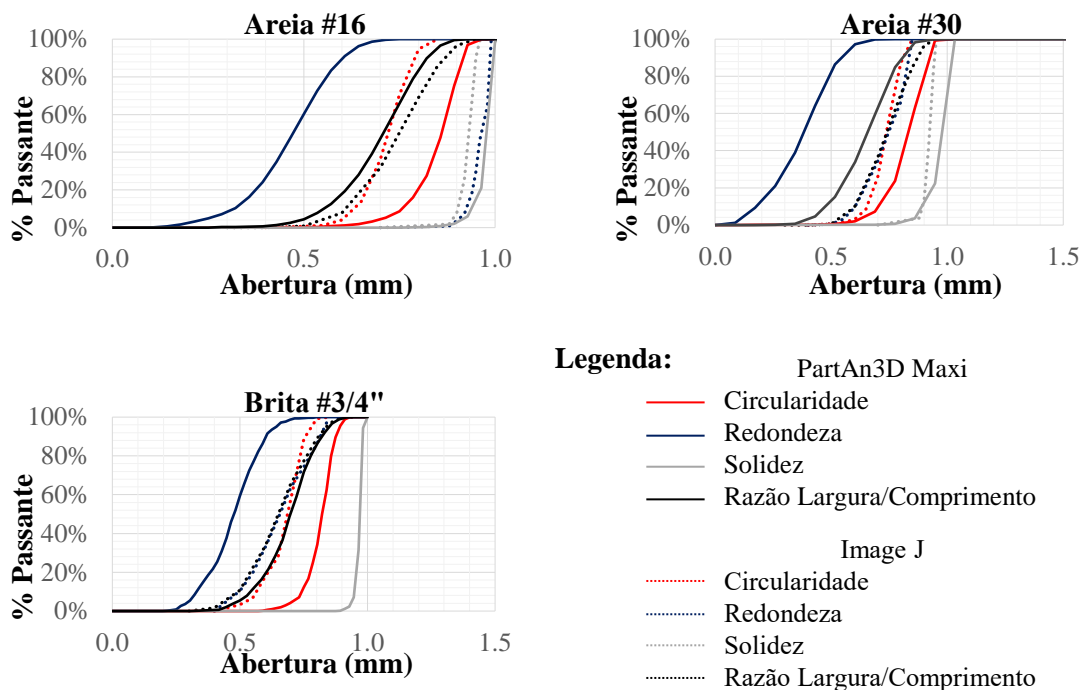 Areia #16
100%
80%
60%
40%
20%
0%
% Passante
0.0 0.5 1.0
Abertura (mm)
Areia #30
100%
80%
60%
40%
20%
0%
% Passante
0.0 0.5 1.0 1.5
Abertura (mm)
Brita #3/4"
100%
80%
60%
40%
20%
0%
% Passante
0.0 0.5 1.0 1.5
Abertura (mm)
Legenda:
PartAn3D Maxi
Circularidade
Redondeza
Solidez
Razão Largura/Comprimento
Image J
Circularidade
Redondeza
Solidez
Razão Largura/Comprimento